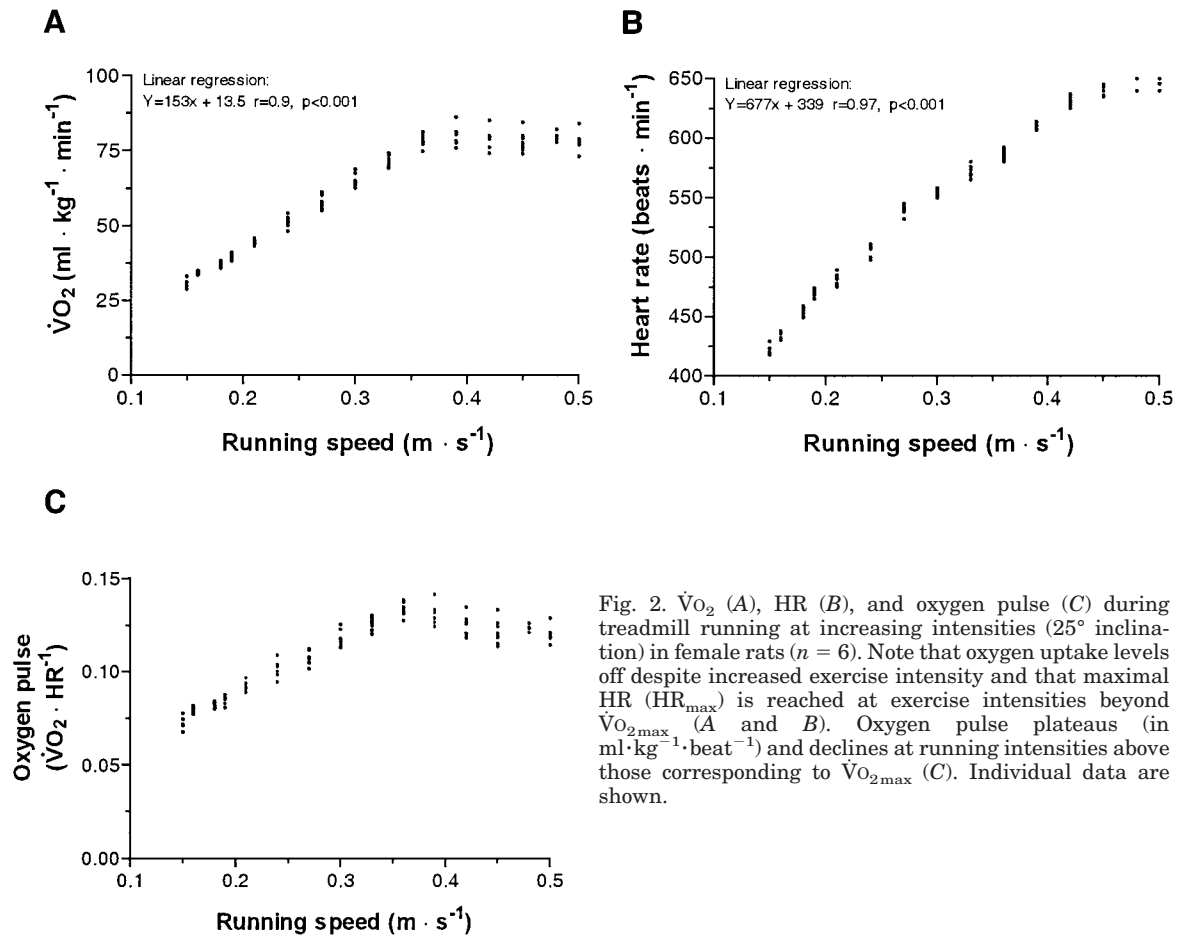 A
Linear regression:
Y=153x + 13.5 r=0.9, p<0.001
V̇O₂ (ml · kg⁻¹ · min⁻¹)
100
75
50
25
0
0.1 0.2 0.3 0.4 0.5
Running speed (m · s⁻¹)
B
Linear regression:
Y=677x + 339 r=0.97, p<0.001
Heart rate (beats · min⁻¹)
650
600
550
500
450
400
0.1 0.2 0.3 0.4 0.5
Running speed (m · s⁻¹)
C
Oxygen pulse
(V̇O₂ · HR⁻¹)
0.15
0.10
0.05
0.00
0.1 0.2 0.3 0.4 0.5
Running speed (m · s⁻¹)
Fig. 2. V̇O₂ (A), HR (B), and oxygen pulse (C) during
treadmill running at increasing intensities (25° inclina-
tion) in female rats (n = 6). Note that oxygen uptake levels
off despite increased exercise intensity and that maximal
HR (HRmax) is reached at exercise intensities beyond
V̇O₂max (A and B). Oxygen pulse plateaus (in
ml·kg⁻¹·beat⁻¹) and declines at running intensities above
those corresponding to V̇O₂max (C). Individual data are
shown.